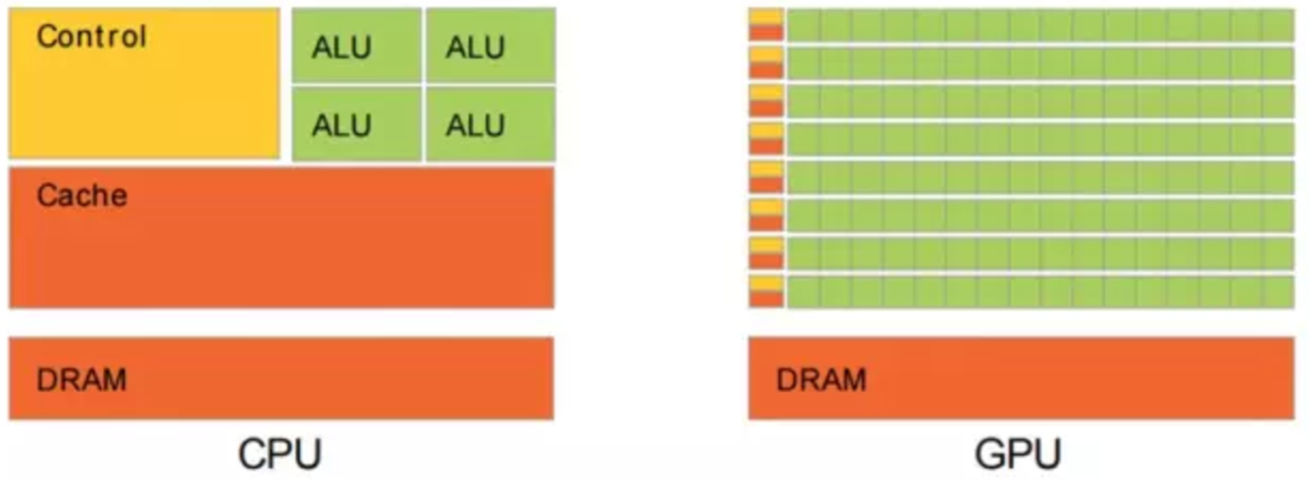 Control
ALU ALU
ALU ALU
Cache
DRAM
CPU
DRAM
GPU